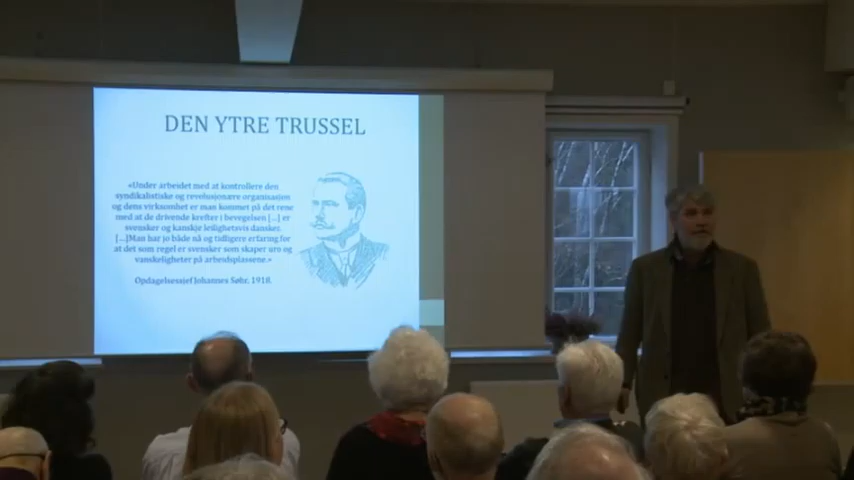 DEN YTRE TRUSSEL
«Under arbeidet med at kontrollere den
syndikalistiske og revolusjonære organisasjon
og dens virksomhet er man kommet på det rene
med at de drivende krefter i bevegelsen [...] er
svensker og kanskje leilighetsvis dansker.
[...]Man har jo både nå og tidligere erfaring for
at det som regel er svensker som skaper uro og
vanskeligheter på arbeidsplassene.»
Opdagelsessjef Johannes Søhr, 1918.